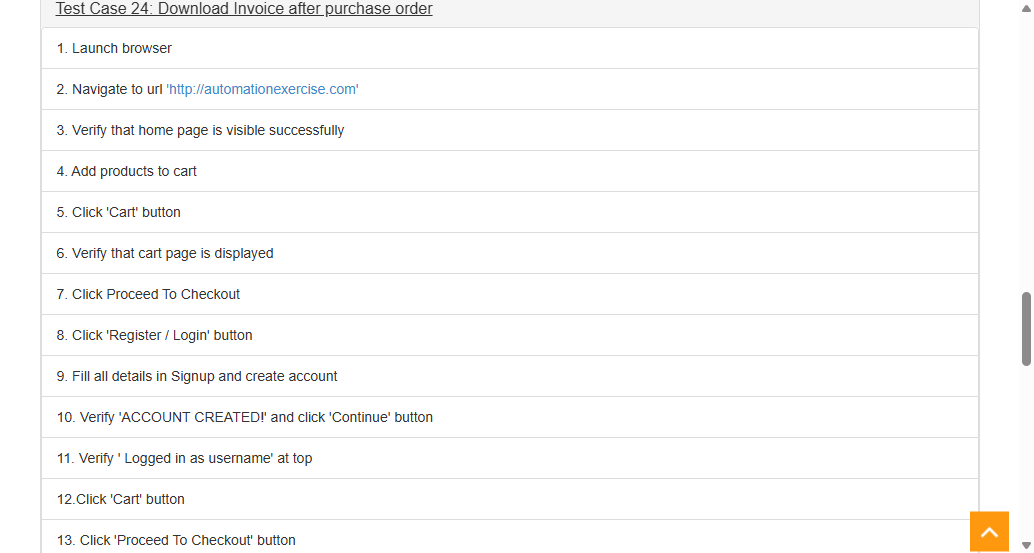 Test Case 24: Download Invoice after purchase order
1. Launch browser
2. Navigate to url 'http://automationexercise.com'
3. Verify that home page is visible successfully
4. Add products to cart
5. Click 'Cart' button
6. Verify that cart page is displayed
7. Click Proceed To Checkout
8. Click 'Register / Login' button
9. Fill all details in Signup and create account
10. Verify 'ACCOUNT CREATED!' and click 'Continue' button
11. Verify ' Logged in as username' at top
12.Click 'Cart' button
13. Click 'Proceed To Checkout' button